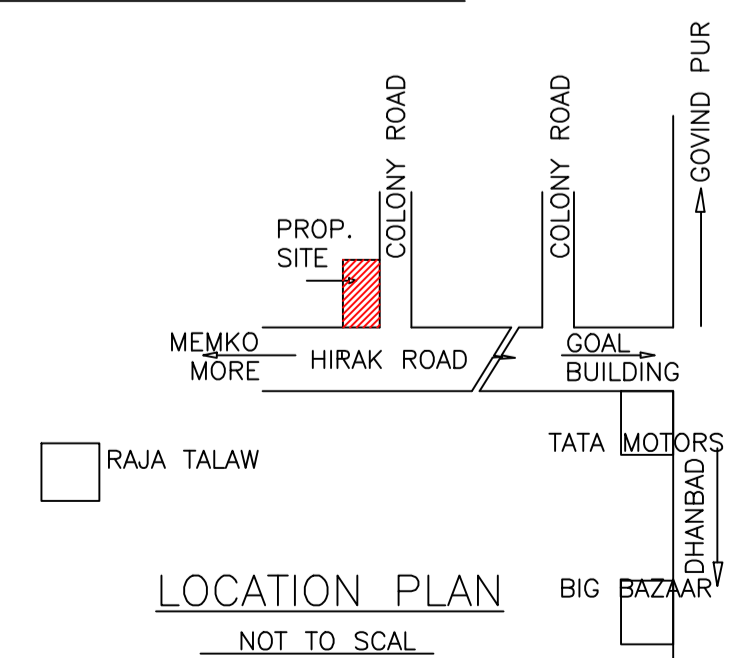 COLONY ROAD
COLONY ROAD
GOVIND PUR
PROP.
SITE
MEMKO
MORE
HIRAK ROAD
GOAL
BUILDING
TATA MOTORS
RAJA TALAW
DHANBAD
BIG BAZAAR
LOCATION PLAN
NOT TO SCAL